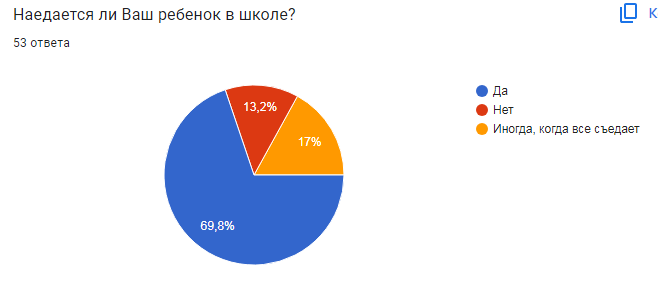 Наедается ли Ваш ребенок в школе?
К
53 ответа
Да
Нет
Иногда, когда все съедает
13,2%
17%
69,8%